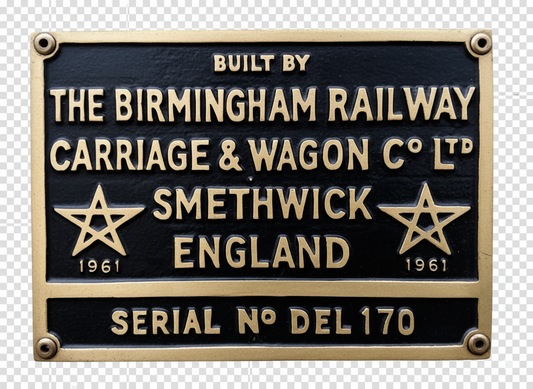 BUILT BY
THE BIRMINGHAM RAILWAY
CARRIAGE & WAGON Cº LTD
SMETHWICK
ENGLAND
1961 1961
SERIAL Nº DEL 170